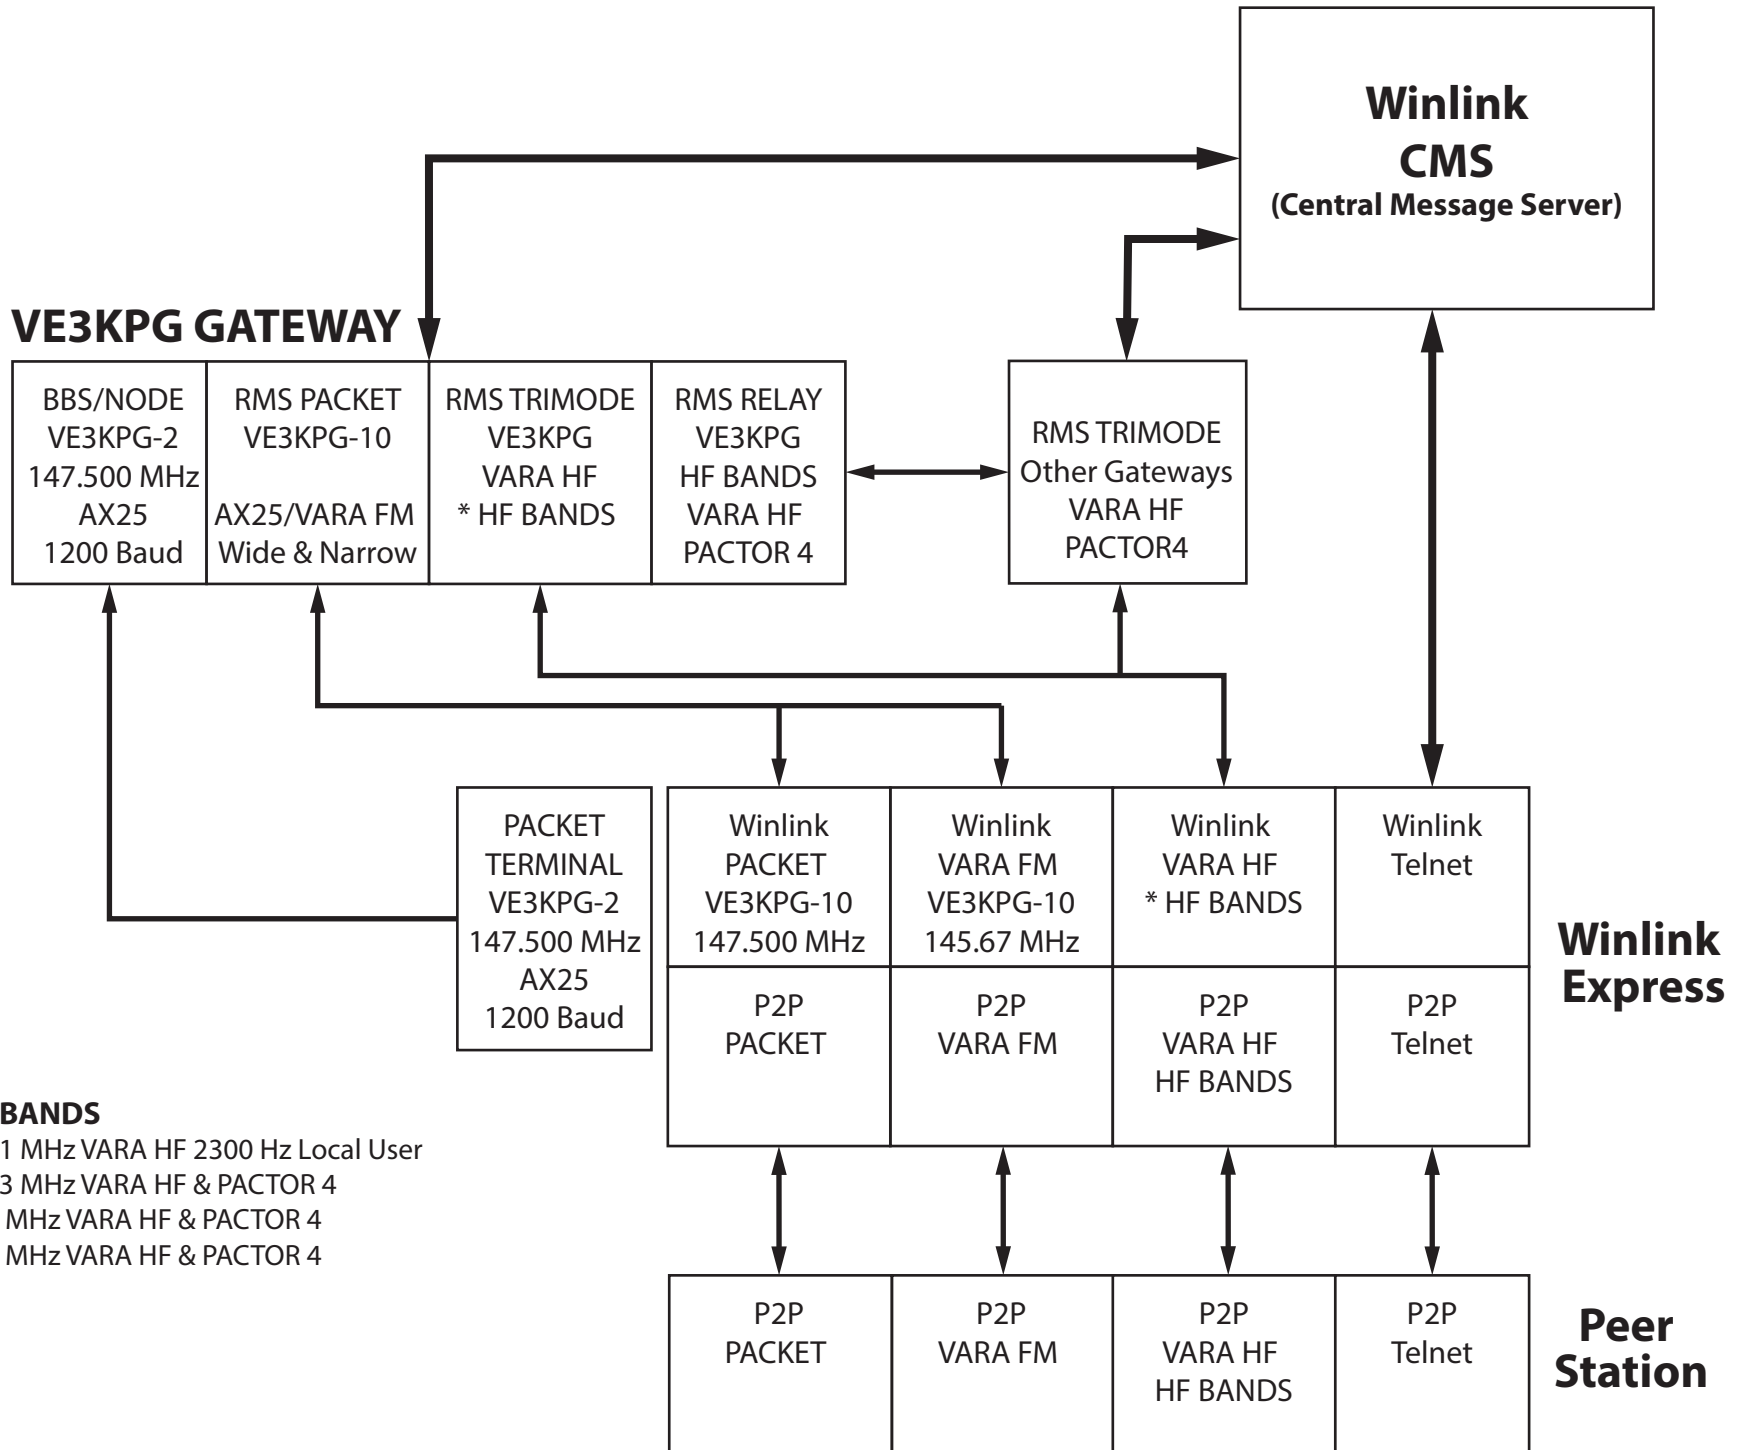 Winlink
CMS
(Central Message Server)
VE3KPG GATEWAY
BBS/NODE
VE3KPG-2
147.500 MHz
AX25
1200 Baud
RMS PACKET
VE3KPG-10
AX25/VARA FM
Wide & Narrow
RMS TRIMODE
VE3KPG
VARA HF
* HF BANDS
RMS RELAY
VE3KPG
HF BANDS
VARA HF
PACTOR 4
RMS TRIMODE
Other Gateways
VARA HF
PACTOR4
PACKET
TERMINAL
VE3KPG-2
147.500 MHz
AX25
1200 Baud
Winlink
PACKET
VE3KPG-10
147.500 MHz
Winlink
VARA FM
VE3KPG-10
145.67 MHz
Winlink
VARA HF
* HF BANDS
Winlink
Telnet
Winlink
Express
P2P
PACKET
P2P
VARA FM
P2P
VARA HF
HF BANDS
P2P
Telnet
BANDS
1 MHz VARA HF 2300 Hz Local User
3 MHz VARA HF & PACTOR 4
MHz VARA HF & PACTOR 4
MHz VARA HF & PACTOR 4
P2P
PACKET
P2P
VARA FM
P2P
VARA HF
HF BANDS
P2P
Telnet
Peer
Station